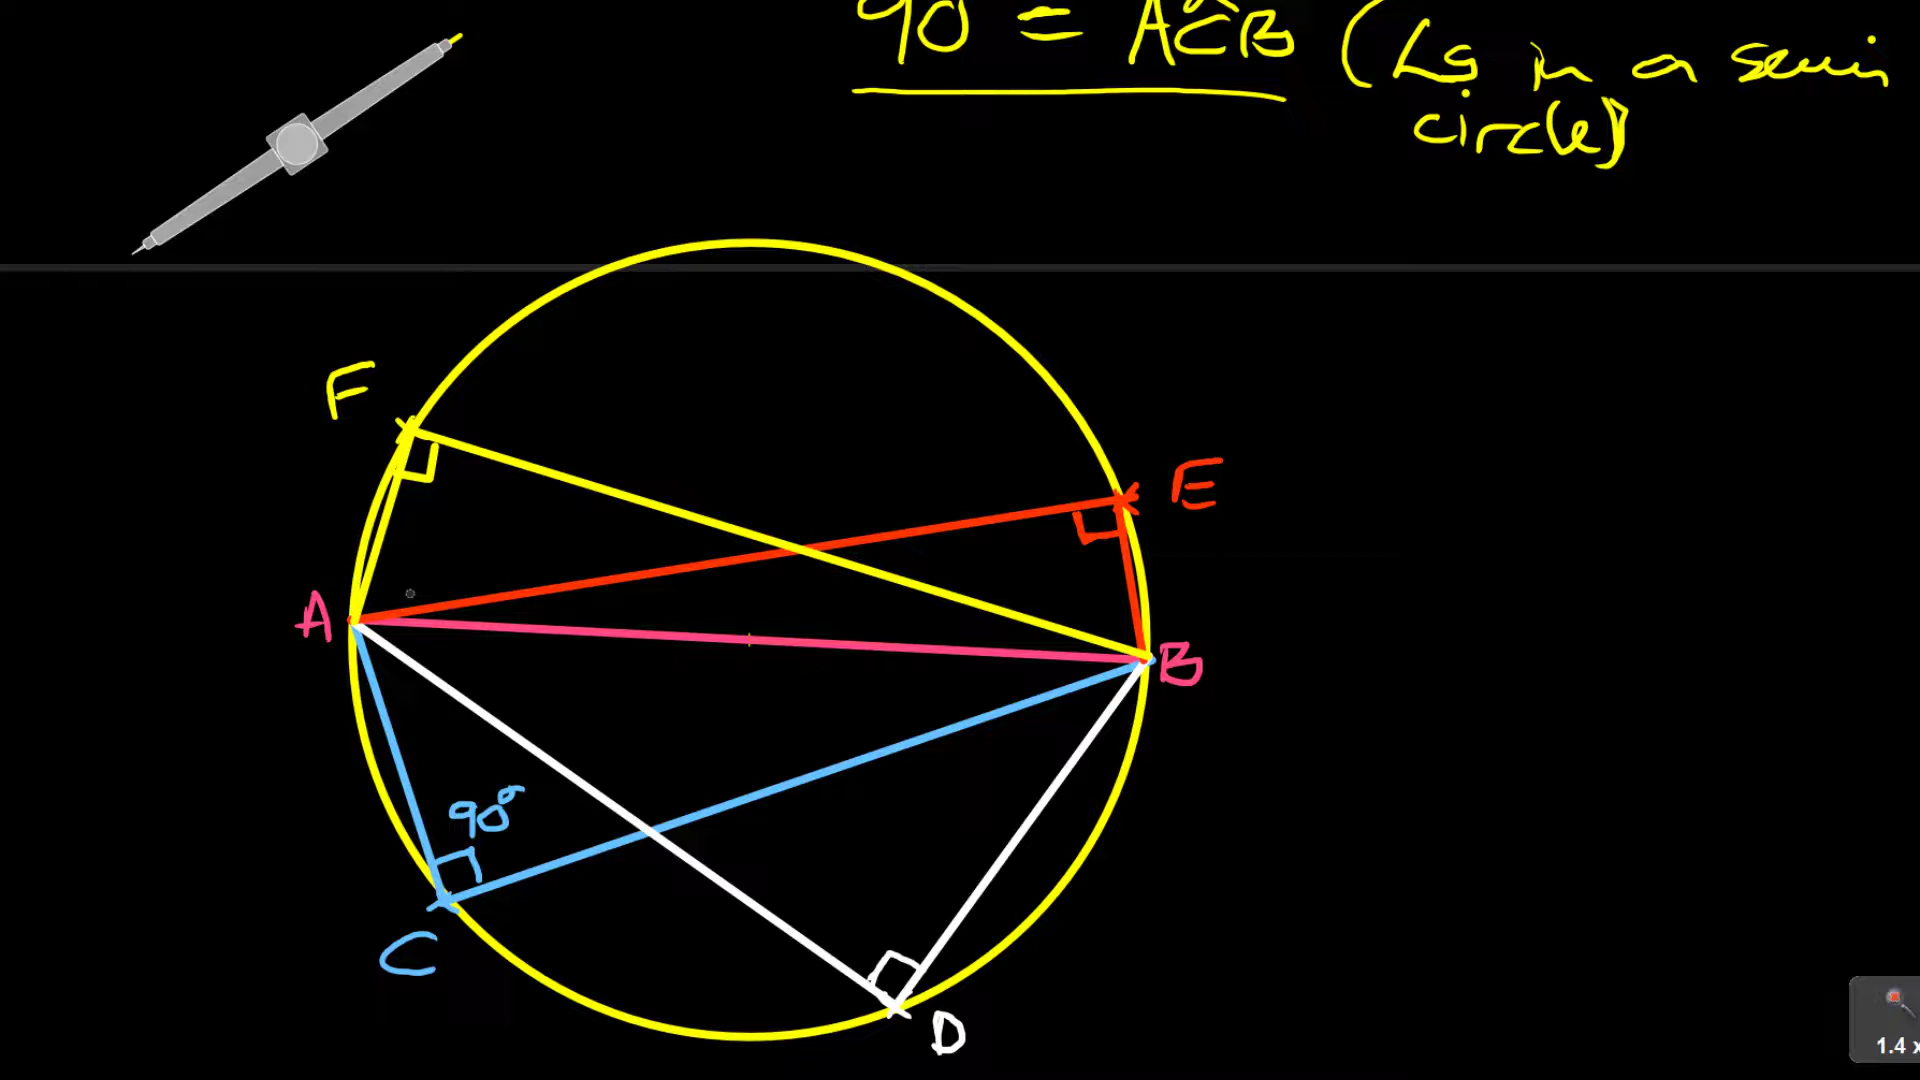 90 = AĈB (∠s in a semi
circle)
F
E
A
B
90°
C
D
1.4 x